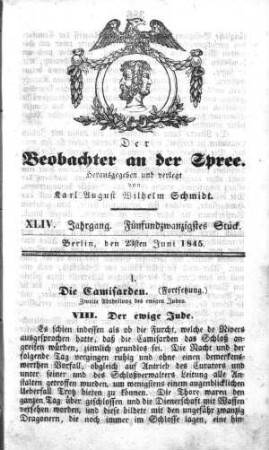 Der
Beobachter an der Spree.
Herausgegeben und verlegt
von
Karl August Wilhelm Schmidt.
XLIV. Jahrgang. Fünfundzwanzigstes Stück.
Berlin, den 23sten Juni 1845.
I.
Die Camisarden. (Fortsetzung.)
Zweite Abtheilung des ewigen Juden.
VIII. Der ewige Jude.
Es schien indessen als ob die Furcht, welche de Rivers
ausgesprochen hatte, daß die Camisarden das Schloß an-
greifen würden, ziemlich grundlos sei. Die Nacht und der
folgende Tag vergingen ruhig und ohne einen bemerkens-
werthen Vorfall, obgleich auf Antrieb des Curators und
unter seiner und des Schloßverwalters Leitung alle An-
stalten getroffen wurden, um wenigstens einem augenblicklichen
Ueberfall Trotz bieten zu können. Die Thore waren den
ganzen Tag über geschlossen und die Dienerschaft mit Waffen
versehen worden, und diese bildete mit den ungefähr zwanzig
Dragonern, die noch immer im Schlosse lagen, eine hin-